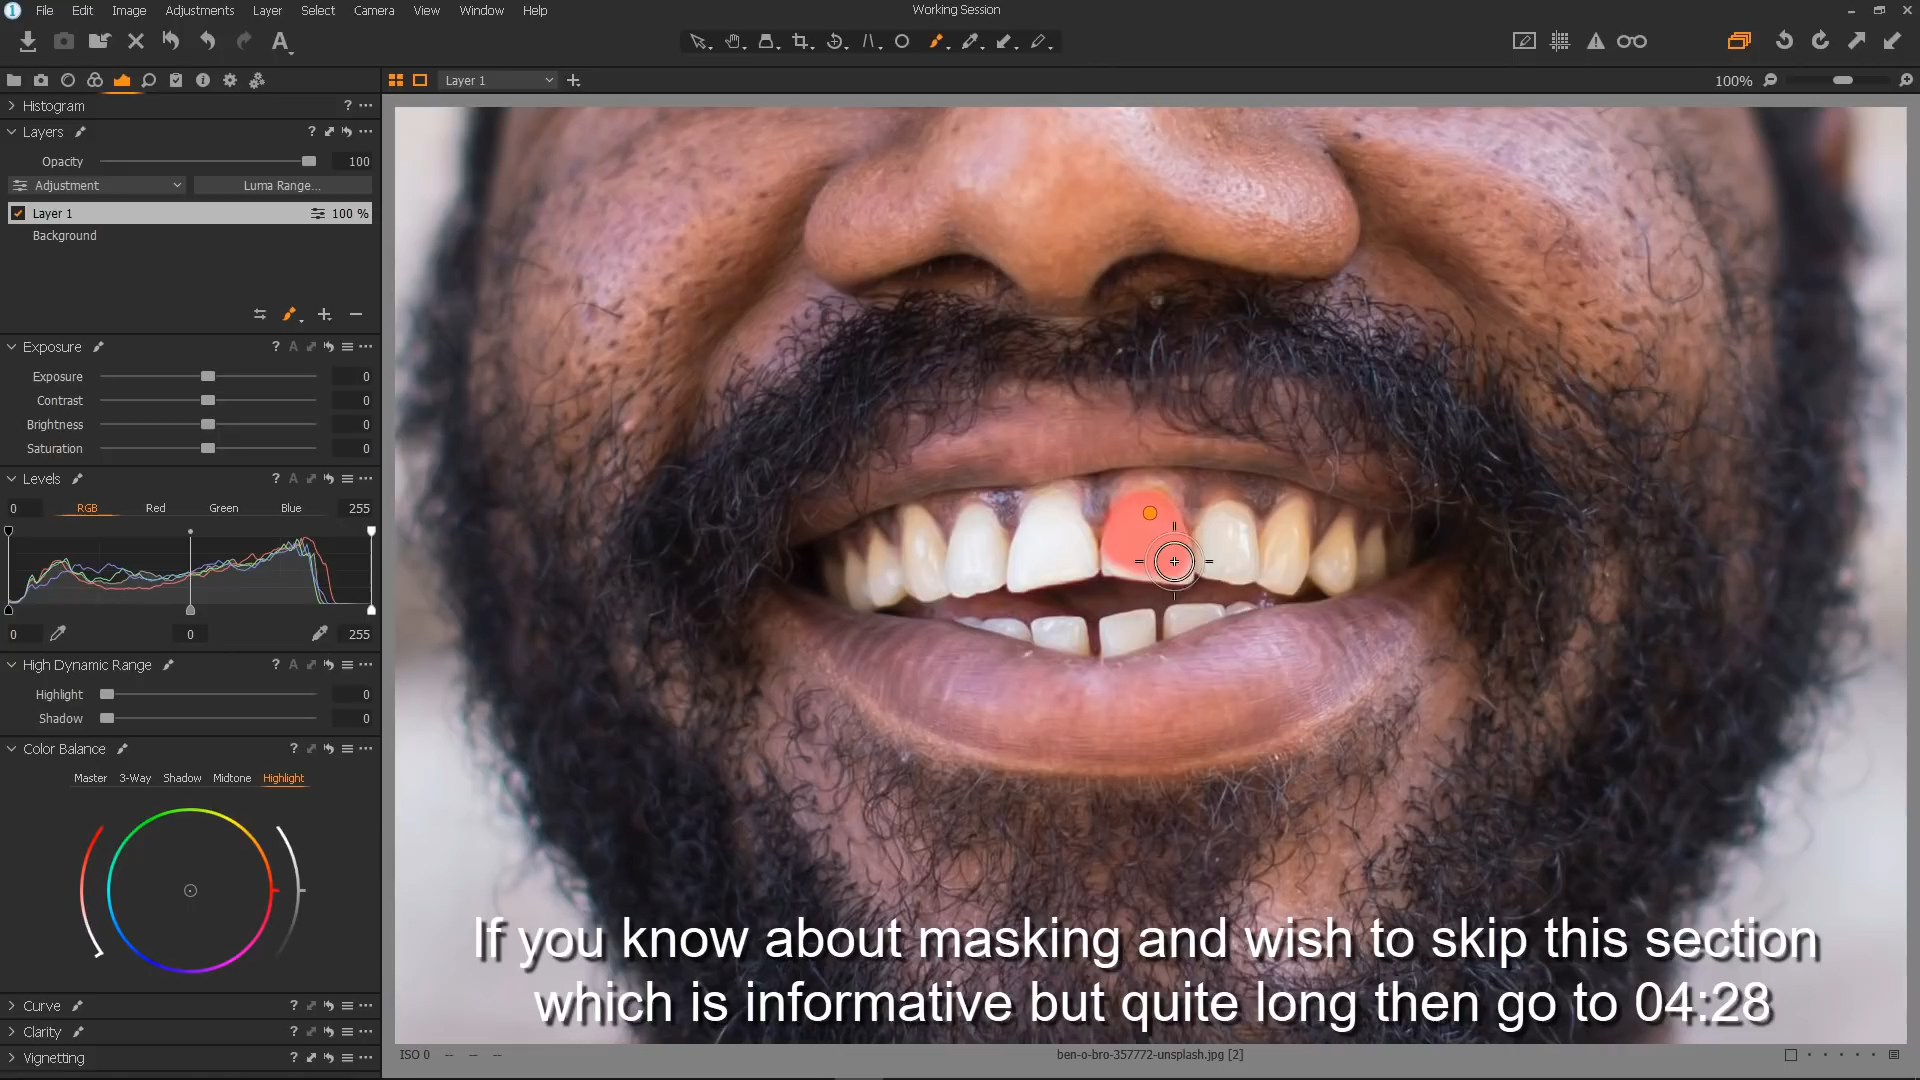 File Edit Image Adjustments Layer Select Camera View Window Help
Working Session
Layer 1
100%
Histogram
Layers
Opacity 100
Adjustment Luma Range...
Layer 1 100 %
Background
Exposure
Exposure 0
Contrast 0
Brightness 0
Saturation 0
Levels
0 RGB Red Green Blue 255
0 0 255
High Dynamic Range
Highlight 0
Shadow 0
Color Balance
Master 3-Way Shadow Midtone Highlight
Curve
Clarity
Vignetting
If you know about masking and wish to skip this section
which is informative but quite long then go to 04:28
ISO 0 -- -- --
ben-o-bro-357772-unsplash.jpg [2]